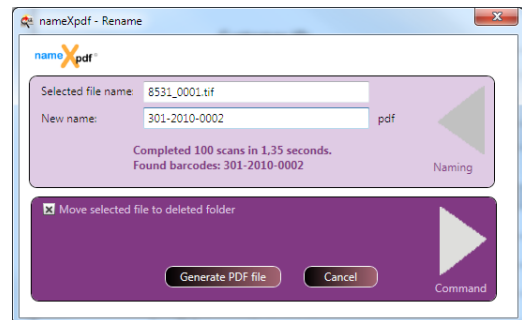 nameXpdf - Rename
nameXpdf
Selected file name: 8531_0001.tif
New name: 301-2010-0002 pdf
Completed 100 scans in 1,35 seconds.
Found barcodes: 301-2010-0002
Naming
Move selected file to deleted folder
Generate PDF file Cancel
Command